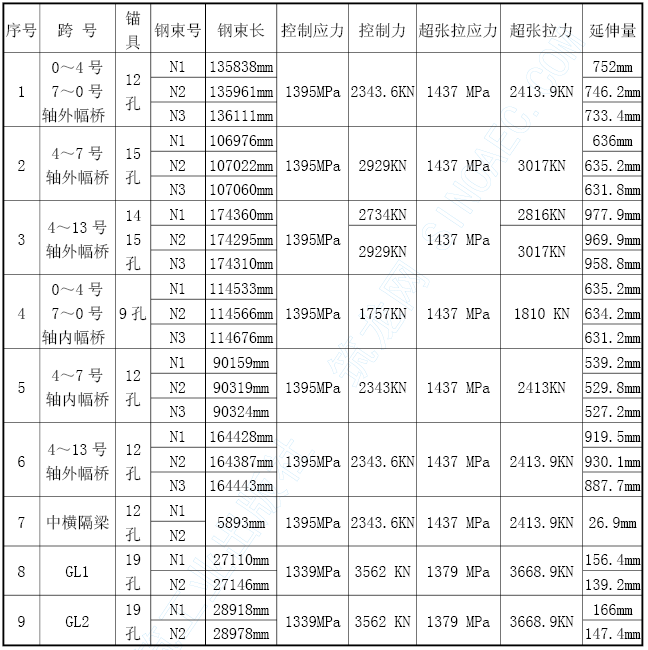 序号 跨 号 锚具 钢束号 钢束长 控制应力 控制力 超张拉应力 超张拉力 延伸量
1 0～4 号 7～0 号 轴外幅桥 12 孔 N1 135838mm 1395MPa 2343.6KN 1437 MPa 2413.9KN 752mm
N2 135961mm 746.2mm
N3 136111mm 733.4mm
2 4～7 号 轴外幅桥 15 孔 N1 106976mm 1395MPa 2929KN 1437 MPa 3017KN 636mm
N2 107022mm 635.2mm
N3 107060mm 631.8mm
3 4～13 号 轴外幅桥 14 15 孔 N1 174360mm 1395MPa 2734KN 1437 MPa 2816KN 977.9mm
N2 174295mm 2929KN 3017KN 969.9mm
N3 174310mm 958.8mm
4 0～4 号 7～0 号 轴内幅桥 9 孔 N1 114533mm 1395MPa 1757KN 1437 MPa 1810 KN 635.2mm
N2 114566mm 634.2mm
N3 114676mm 631.2mm
5 4～7 号 轴内幅桥 12 孔 N1 90159mm 1395MPa 2343KN 1437 MPa 2413KN 539.2mm
N2 90319mm 529.8mm
N3 90324mm 527.2mm
6 4～13 号 轴外幅桥 12 孔 N1 164428mm 1395MPa 2343.6KN 1437 MPa 2413.9KN 919.5mm
N2 164387mm 930.1mm
N3 164443mm 887.7mm
7 中横隔梁 12 孔 N1 5893mm 1395MPa 2343.6KN 1437 MPa 2413.9KN 26.9mm
N2
8 GL1 19 孔 N1 27110mm 1339MPa 3562 KN 1379 MPa 3668.9KN 156.4mm
N2 27146mm 139.2mm
9 GL2 19 孔 N1 28918mm 1339MPa 3562 KN 1379 MPa 3668.9KN 166mm
N2 28978mm 147.4mm